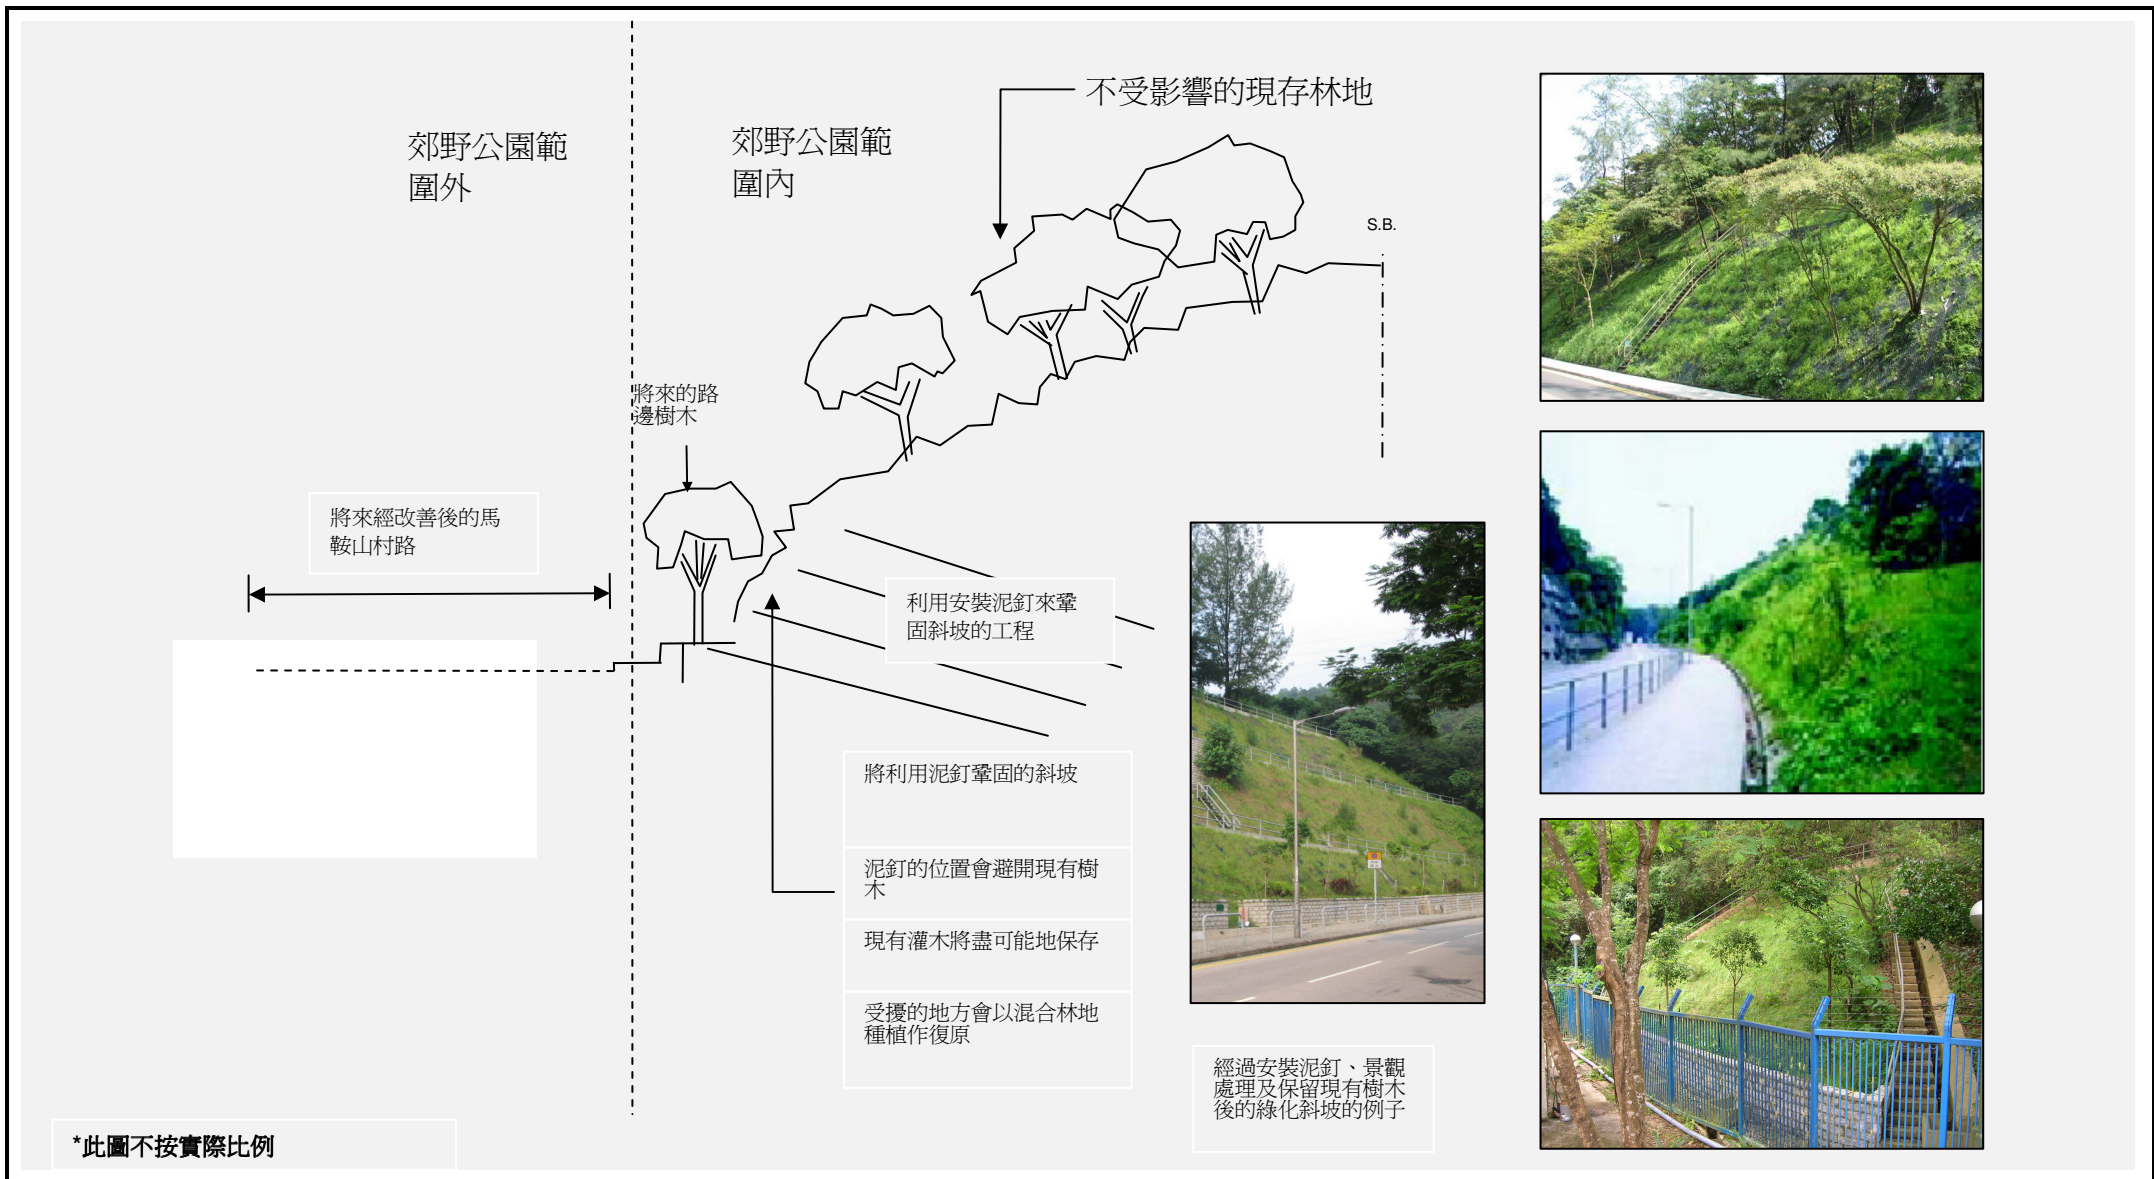 不受影響的現存林地
郊野公園範
圍外
郊野公園範
圍內
S.B.
將來的路
邊樹木
將來經改善後的馬
鞍山村路
利用安裝泥釘來鞏
固斜坡的工程
將利用泥釘鞏固的斜坡
泥釘的位置會避開現有樹
木
現有灌木將盡可能地保存
受擾的地方會以混合林地
種植作復原
經過安裝泥釘、景觀
處理及保留現有樹木
後的綠化斜坡的例子
*此圖不按實際比例